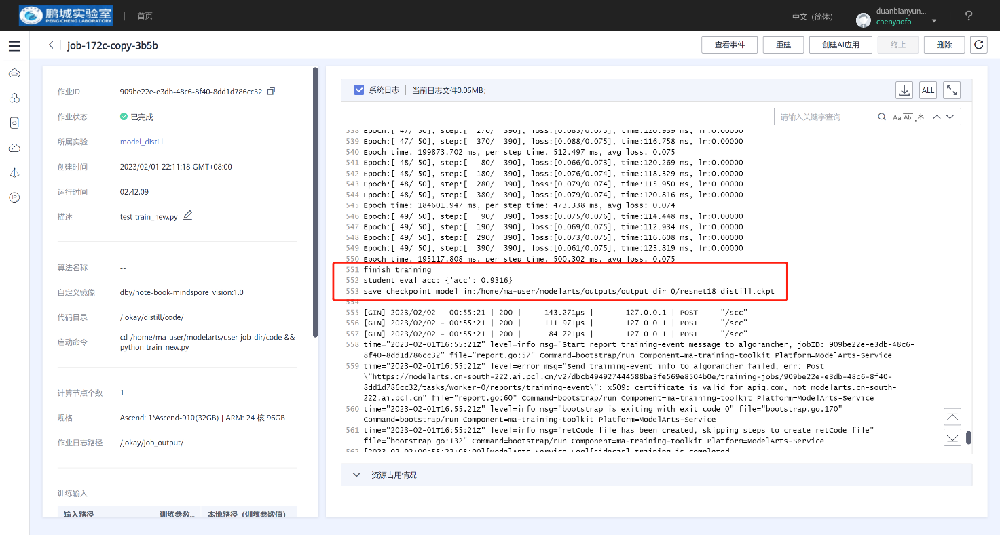 鹏城实验室
PENG CHENG LABORATORY
首页
中文（简体）
duanbianyun...
chenyaofo
job-172c-copy-3b5b
查看事件
重建
创建AI应用
终止
删除
作业ID 909be22e-e3db-48c6-8f40-8dd1d786cc32
作业状态 已完成
所属实验 model_distill
创建时间 2023/02/01 22:11:18 GMT+08:00
运行时间 02:42:09
描述 test train_new.py
算法名称 --
自定义镜像 dby/note-book-mindspore_vision:1.0
代码目录 /jokay/distill/code/
启动命令 cd /home/ma-user/modelarts/user-job-dir/code &&
python train_new.py
计算节点个数 1
规格 Ascend: 1*Ascend-910(32GB) | ARM: 24 核 96GB
作业日志路径 /jokay/job_output/
训练输入
输入路径 训练参数... 本地路径（训练参数值）
IP
系统日志 当前日志文件0.06MB;
ALL
请输入关键字查询
Aa Abl .*
538 Epoch:[ 47/ 50], step:[  270/  390], loss:[0.085/0.075], time:120.939 ms, lr:0.00000
539 Epoch:[ 47/ 50], step:[  370/  390], loss:[0.088/0.075], time:116.758 ms, lr:0.00000
540 Epoch time: 199873.702 ms, per step time: 512.497 ms, avg loss: 0.075
541 Epoch:[ 48/ 50], step:[   80/  390], loss:[0.066/0.073], time:120.269 ms, lr:0.00000
542 Epoch:[ 48/ 50], step:[  180/  390], loss:[0.076/0.074], time:118.329 ms, lr:0.00000
543 Epoch:[ 48/ 50], step:[  280/  390], loss:[0.079/0.074], time:115.950 ms, lr:0.00000
544 Epoch:[ 48/ 50], step:[  380/  390], loss:[0.079/0.074], time:120.816 ms, lr:0.00000
545 Epoch time: 184601.947 ms, per step time: 473.338 ms, avg loss: 0.074
546 Epoch:[ 49/ 50], step:[   90/  390], loss:[0.075/0.076], time:114.448 ms, lr:0.00000
547 Epoch:[ 49/ 50], step:[  190/  390], loss:[0.069/0.075], time:112.934 ms, lr:0.00000
548 Epoch:[ 49/ 50], step:[  290/  390], loss:[0.073/0.075], time:116.608 ms, lr:0.00000
549 Epoch:[ 49/ 50], step:[  390/  390], loss:[0.061/0.075], time:123.819 ms, lr:0.00000
550 Epoch time: 195117.808 ms, per step time: 500.302 ms, avg loss: 0.075
551 finish training
552 student eval acc: {'acc': 0.9316}
553 save checkpoint model in:/home/ma-user/modelarts/outputs/output_dir_0/resnet18_distill.ckpt
554
555 [GIN] 2023/02/02 - 00:55:21 | 200 |     143.271µs |       127.0.0.1 | POST     "/scc"
556 [GIN] 2023/02/02 - 00:55:21 | 200 |     111.971µs |       127.0.0.1 | POST     "/scc"
557 [GIN] 2023/02/02 - 00:55:21 | 200 |      84.721µs |       127.0.0.1 | POST     "/scc"
558 time="2023-02-01T16:55:21Z" level=info msg="Start report training-event message to algorancher, jobID: 909be22e-e3db-48c6-
8f40-8dd1d786cc32" file="report.go:57" Command=bootstrap/run Component=ma-training-toolkit Platform=ModelArts-Service
559 time="2023-02-01T16:55:21Z" level=error msg="Send training-event info to algorancher failed, err: Post
\"https://modelarts.cn-south-222.ai.pcl.cn/v2/dbcb494927444588ba3fe569e8504b0e/training-jobs/909be22e-e3db-48c6-8f40-
8dd1d786cc32/tasks/worker-0/reports/training-event\": x509: certificate is valid for apig.com, not modelarts.cn-south-
222.ai.pcl.cn" file="report.go:60" Command=bootstrap/run Component=ma-training-toolkit Platform=ModelArts-Service
560 time="2023-02-01T16:55:21Z" level=info msg="bootstrap is exiting with exit code 0" file="bootstrap.go:170"
Command=bootstrap/run Component=ma-training-toolkit Platform=ModelArts-Service
561 time="2023-02-01T16:55:21Z" level=info msg="retCode file has been created, skipping steps to create retCode file"
file="bootstrap.go:132" Command=bootstrap/run Component=ma-training-toolkit Platform=ModelArts-Service
562 [2023-02-02T00:55:22+08:00][ModelArts Service Log][sidecar] training is completed
资源占用情况